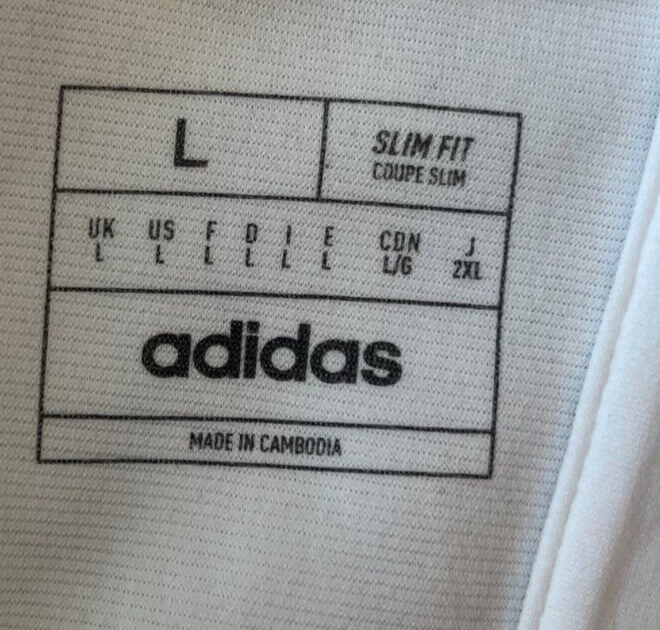 L
SLIM FIT
COUPE SLIM
UK US F D I E CDN J
L L L L L L L/G 2XL
adidas
MADE IN CAMBODIA